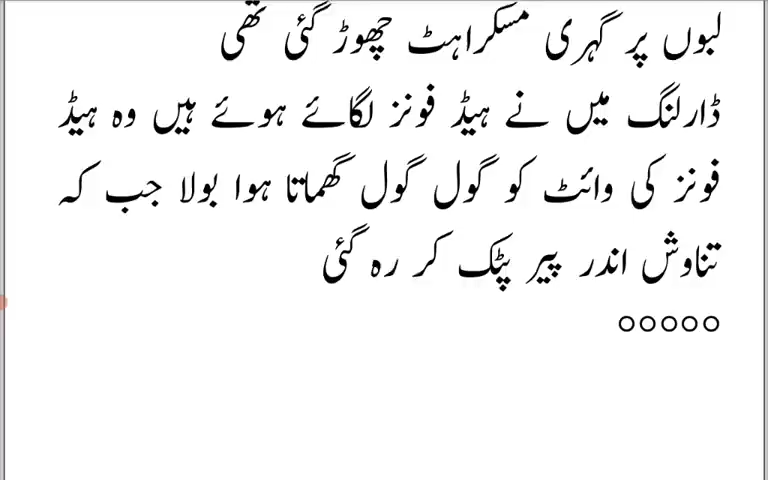 لبوں پر گہری مسکراہٹ چھوڑ گئی تھی
ڈارلنگ میں نے ہیڈ فونز لگائے ہوئے ہیں وہ ہیڈ
فونز کی وائٹ کو گول گول گھماتا ہوا بولا جب کہ
تناوش اندر پیر پٹک کر رہ گئی
○○○○○